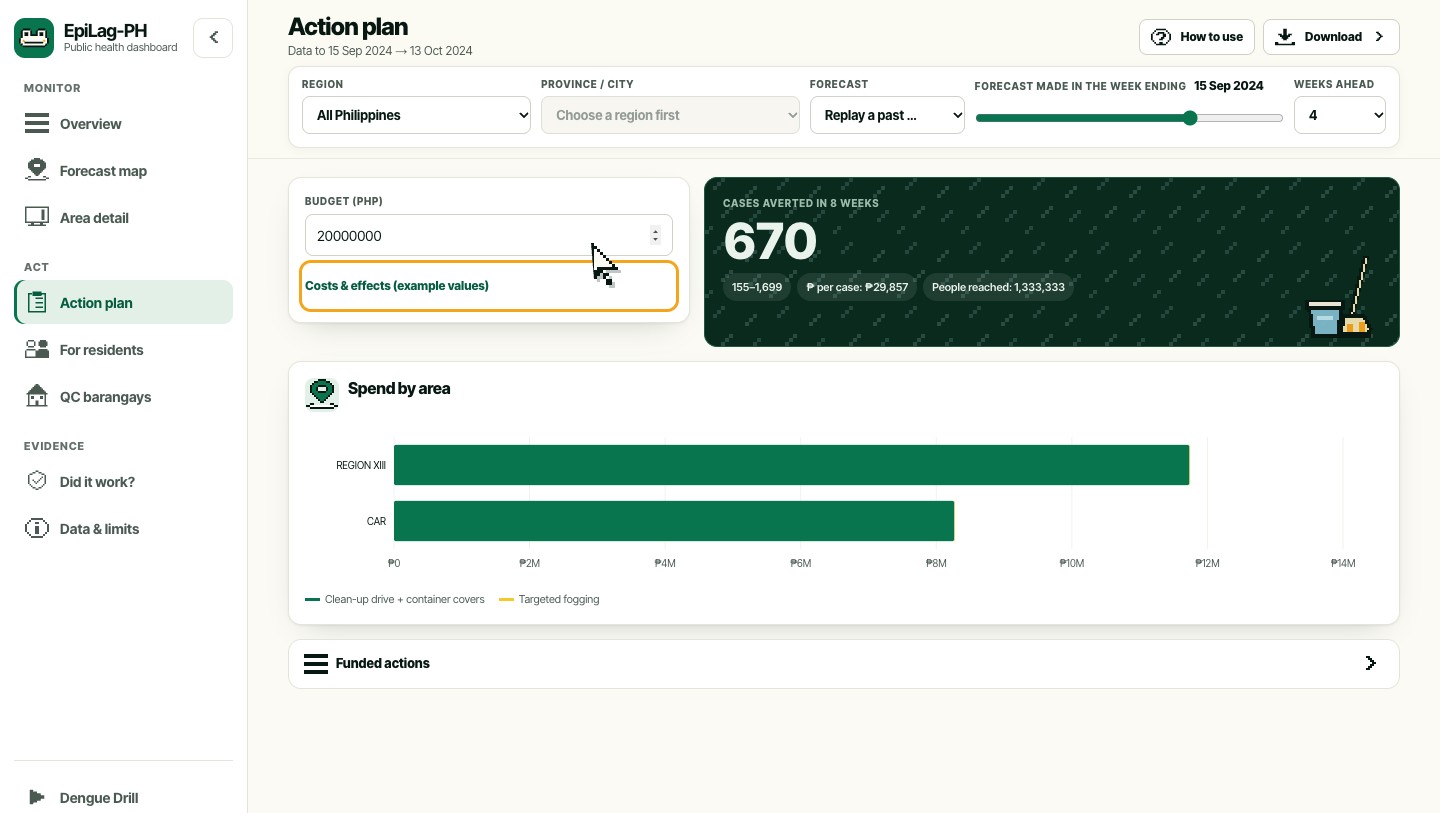 EpiLag-PH
Public health dashboard
MONITOR
Overview
Forecast map
Area detail
ACT
Action plan
For residents
QC barangays
EVIDENCE
Did it work?
Data & limits
Dengue Drill
Action plan
Data to 15 Sep 2024 → 13 Oct 2024
How to use
Download
REGION
All Philippines
PROVINCE / CITY
Choose a region first
FORECAST
Replay a past ...
FORECAST MADE IN THE WEEK ENDING 15 Sep 2024
WEEKS AHEAD
4
BUDGET (PHP)
20000000
Costs & effects (example values)
CASES AVERTED IN 8 WEEKS
670
155–1,699
₱ per case: ₱29,857
People reached: 1,333,333
Spend by area
REGION XIII
CAR
₱0
₱2M
₱4M
₱6M
₱8M
₱10M
₱12M
₱14M
Clean-up drive + container covers
Targeted fogging
Funded actions